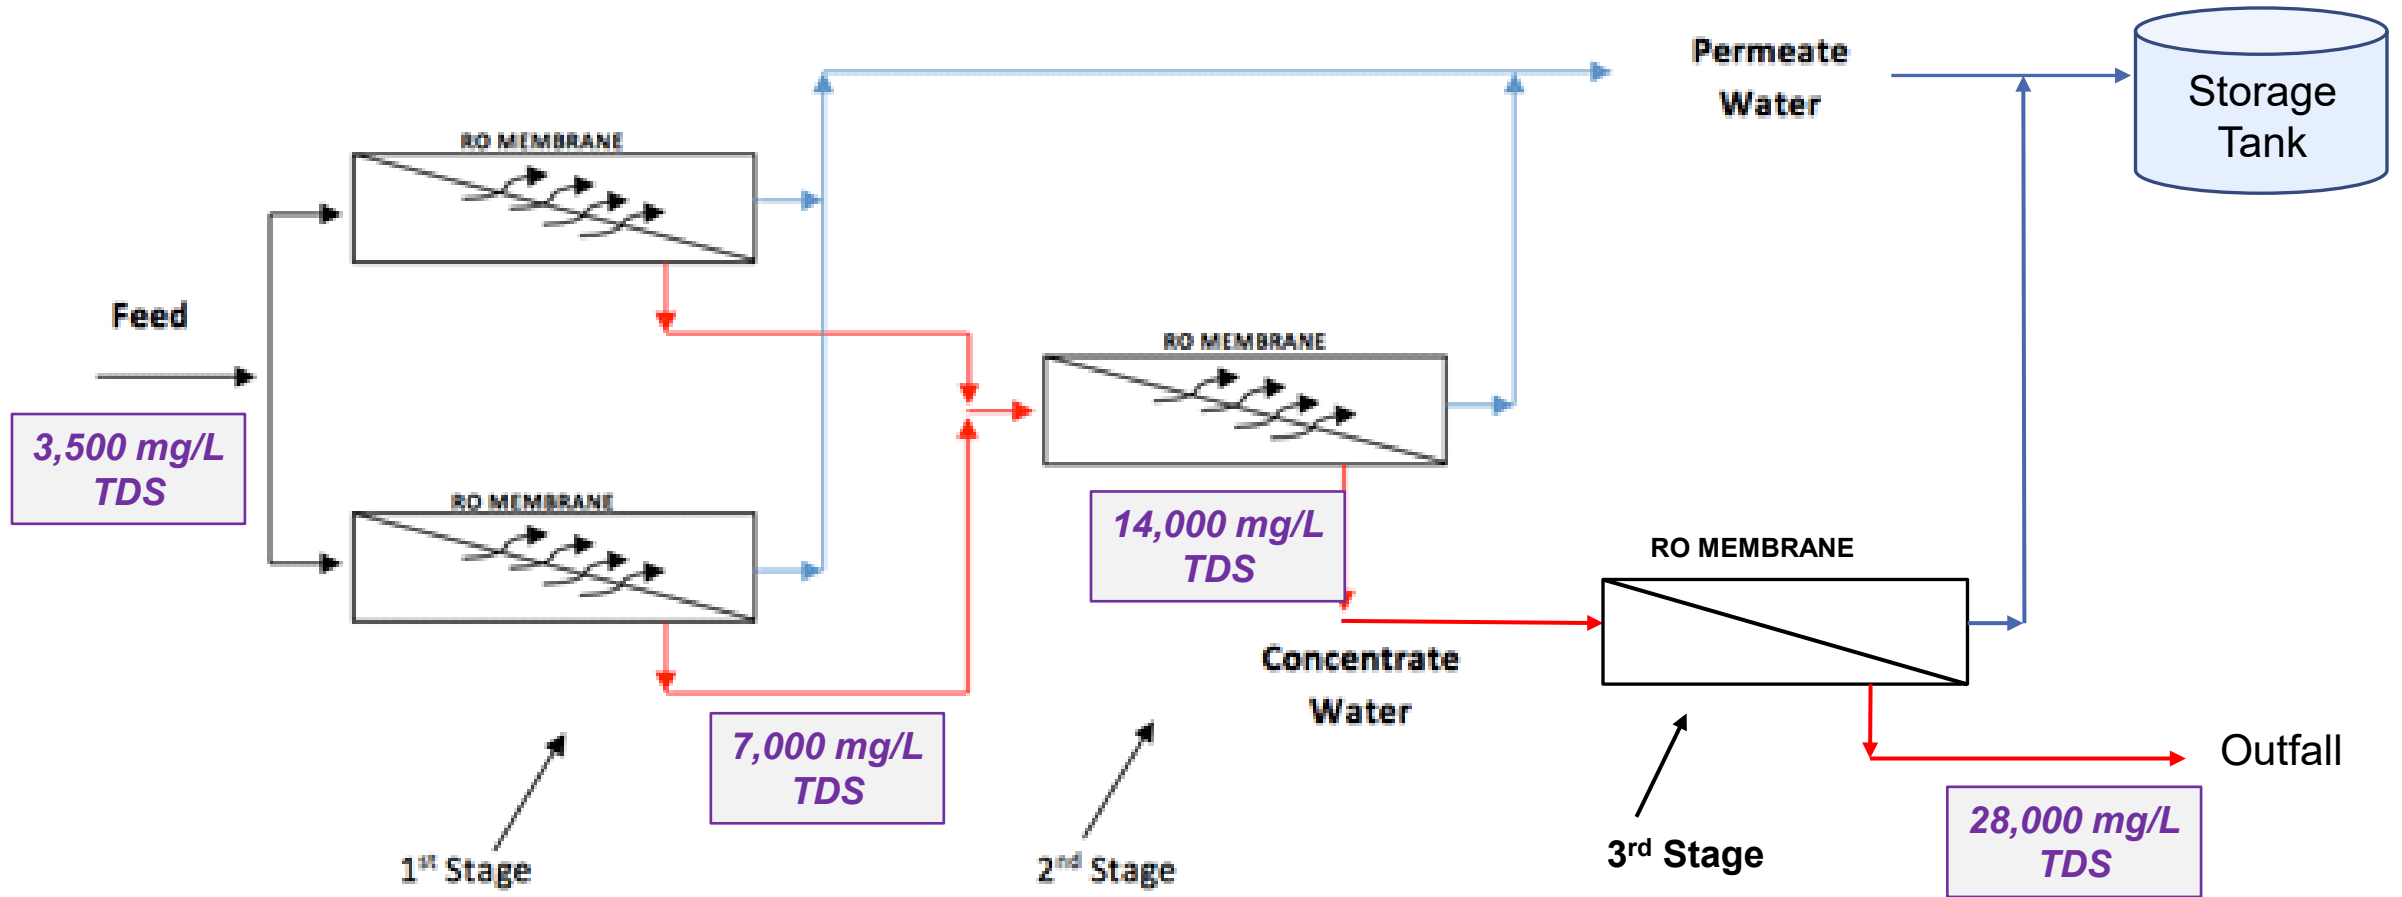 Permeate
Water
Storage
Tank
RO MEMBRANE
Feed
3,500 mg/L
TDS
RO MEMBRANE
RO MEMBRANE
14,000 mg/L
TDS
RO MEMBRANE
Concentrate
Water
7,000 mg/L
TDS
Outfall
28,000 mg/L
TDS
1st Stage
2nd Stage
3rd Stage